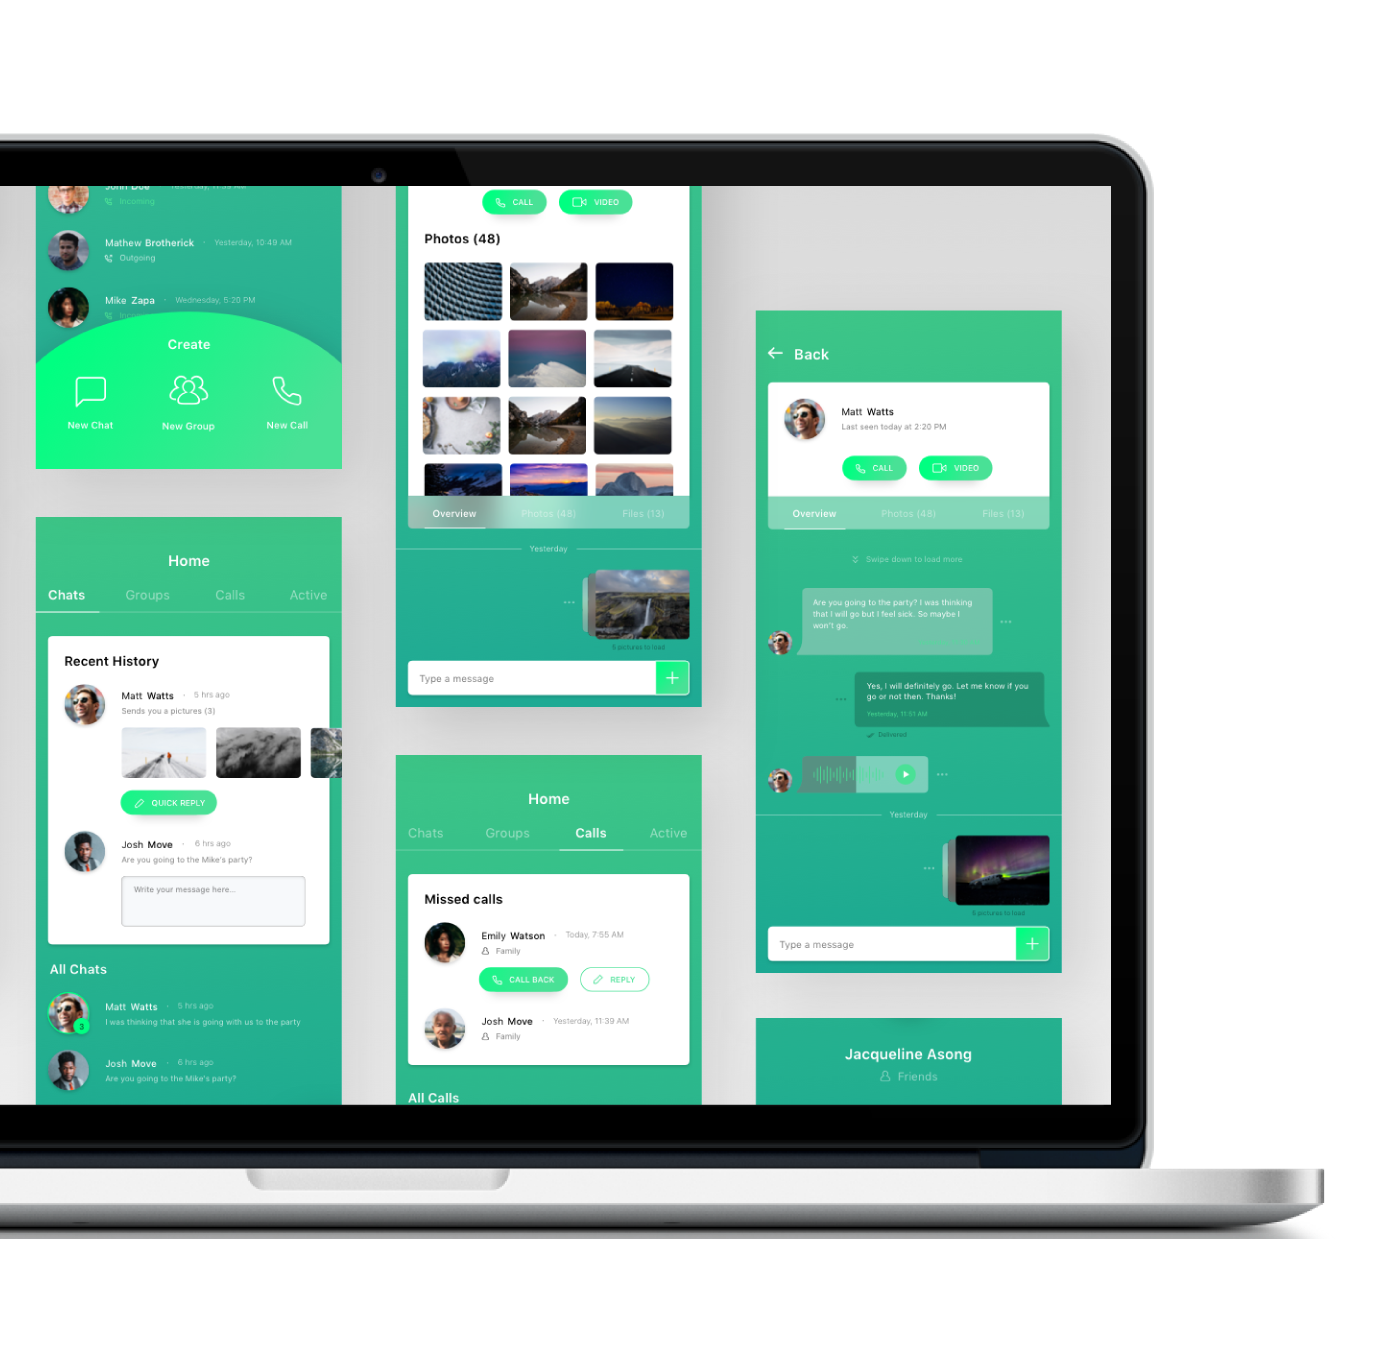 John Doe · Yesterday, 11:39 AM
Incoming
Mathew Brotherick · Yesterday, 10:49 AM
Outgoing
Mike Zapa · Wednesday, 5:20 PM
Create
New Chat
New Group
New Call
Home
Chats Groups Calls Active
Recent History
Matt Watts · 5 hrs ago
Sends you a pictures (3)
QUICK REPLY
Josh Move · 6 hrs ago
Are you going to the Mike's party?
Write your message here...
All Chats
Matt Watts · 5 hrs ago
I was thinking that she is going with us to the party
3
Josh Move · 6 hrs ago
Are you going to the Mike's party?
CALL VIDEO
Photos (48)
Overview Photos (48) Files (13)
Yesterday
6 pictures to load
Type a message
Home
Chats Groups Calls Active
Missed calls
Emily Watson · Today, 7:55 AM
Family
CALL BACK REPLY
Josh Move · Yesterday, 11:39 AM
Family
All Calls
Back
Matt Watts
Last seen today at 2:20 PM
CALL VIDEO
Overview Photos (48) Files (13)
Swipe down to load more
Are you going to the party? I was thinking
that I will go but I feel sick. So maybe I
won't go.
Yes, I will definitely go. Let me know if you
go or not then. Thanks!
Yesterday, 11:51 AM
Delivered
Yesterday
pictures to load
Type a message
Jacqueline Asong
Friends